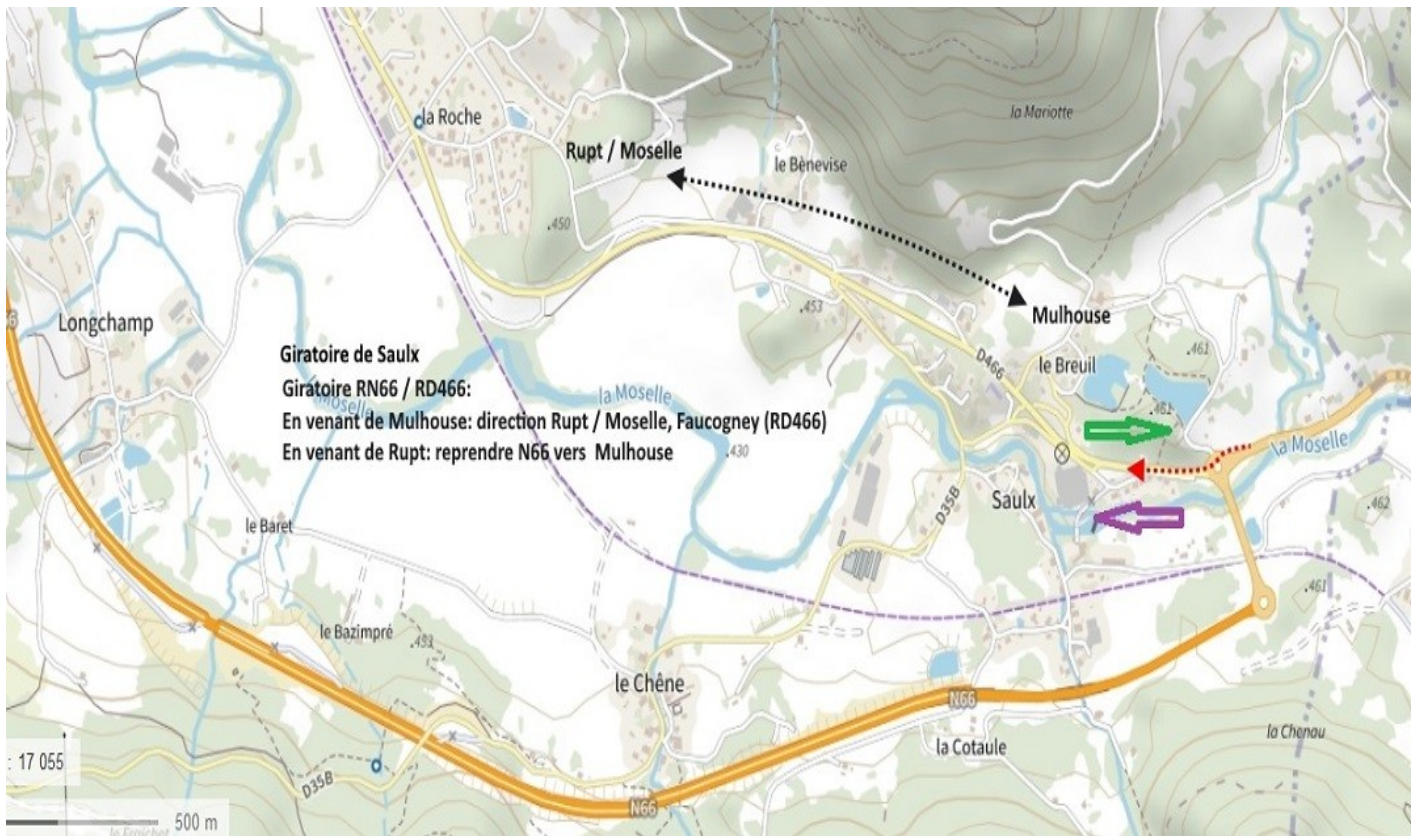 la Mariotte
la Roche
Rupt / Moselle
le Bènevise
.450
.453
Longchamp
Mulhouse
.461
D466
le Breuil
Giratoire de Saulx
Giratoire RN66 / RD466:
la Moselle
Moselle
.461
En venant de Mulhouse: direction Rupt / Moselle, Faucogney (RD466)
la Moselle
En venant de Rupt: reprendre N66 vers Mulhouse
.430
Saulx
D35B
.462
le Baret
.461
le Bazimpré
.453
le Chêne
N66
la Chenau
la Cotaule
: 17 055
D35B
N66
500 m